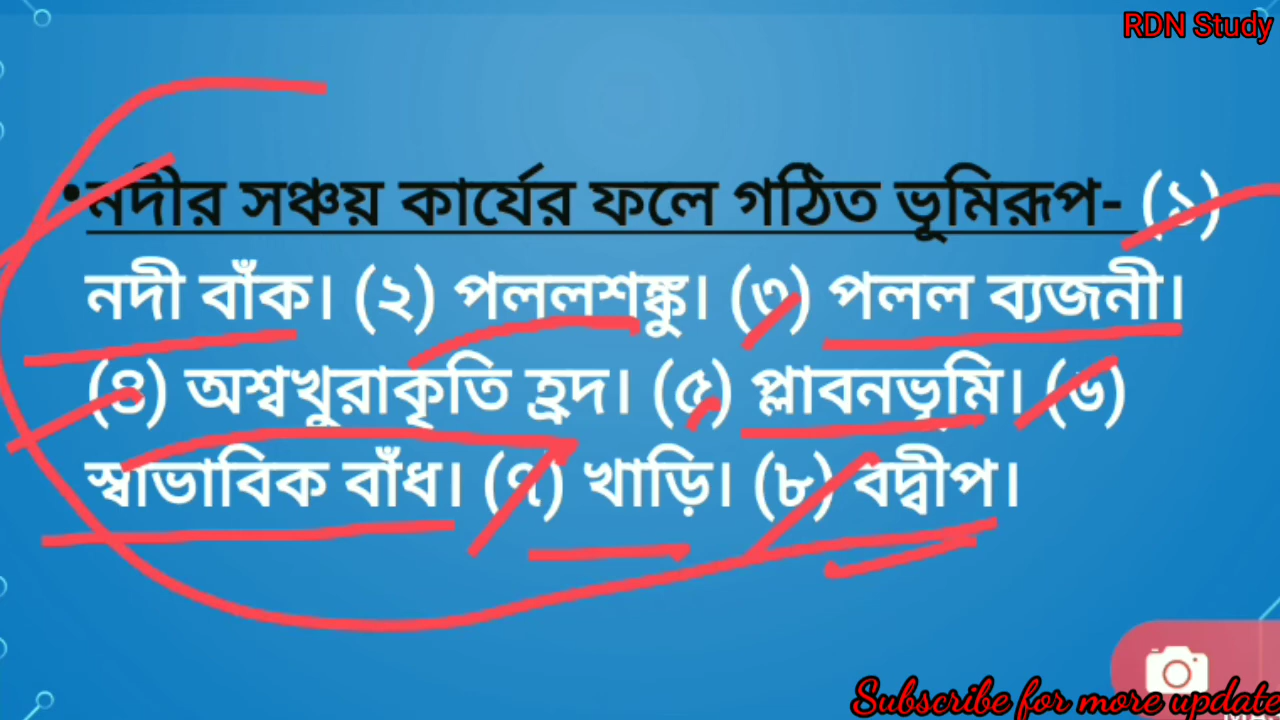 RDN Study
•নদীর সঞ্চয় কার্যের ফলে গঠিত ভূমিরূপ- (১)
নদী বাঁক। (২) পললশঙ্কু। (৩) পলল ব্যজনী।
(৪) অশ্বখুরাকৃতি হ্রদ। (৫) প্লাবনভূমি। (৬)
স্বাভাবিক বাঁধ। (৭) খাড়ি। (৮) বদ্বীপ।
Subscribe for more update